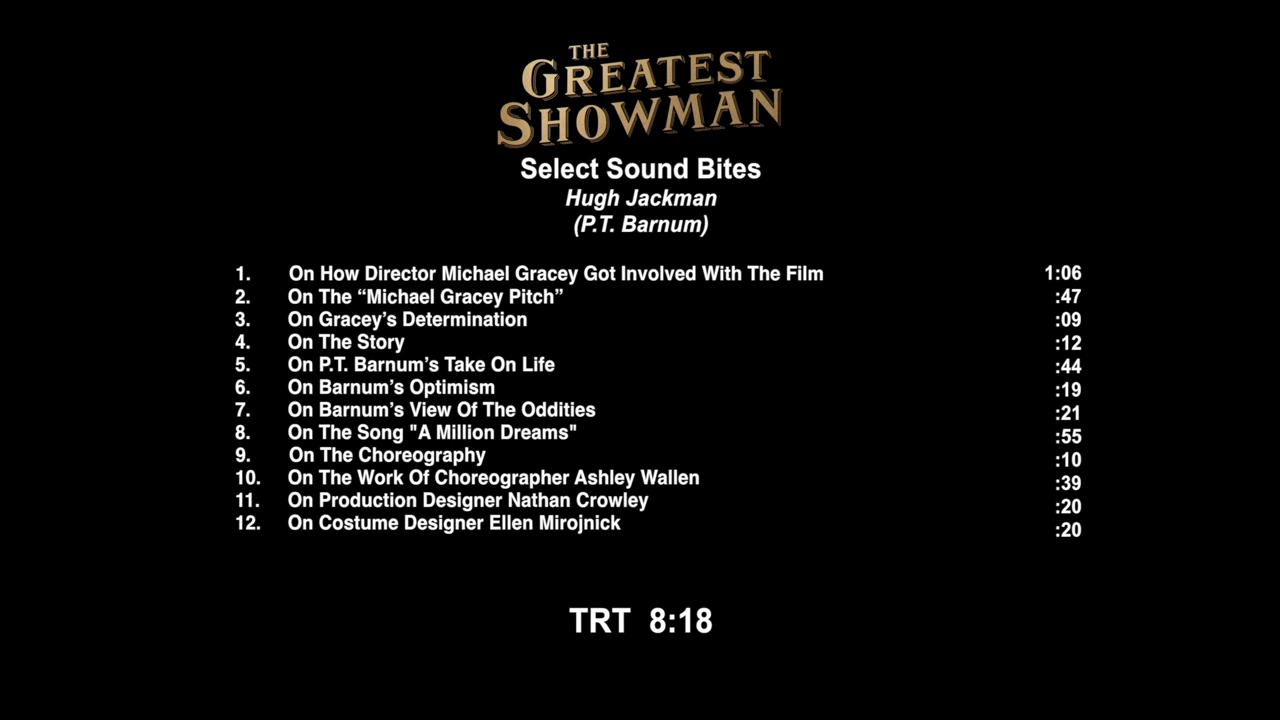 THE
GREATEST
SHOWMAN
Select Sound Bites
Hugh Jackman
(P.T. Barnum)
1. On How Director Michael Gracey Got Involved With The Film 1:06
2. On The “Michael Gracey Pitch” :47
3. On Gracey’s Determination :09
4. On The Story :12
5. On P.T. Barnum’s Take On Life :44
6. On Barnum’s Optimism :19
7. On Barnum’s View Of The Oddities :21
8. On The Song "A Million Dreams" :55
9. On The Choreography :10
10. On The Work Of Choreographer Ashley Wallen :39
11. On Production Designer Nathan Crowley :20
12. On Costume Designer Ellen Mirojnick :20
TRT 8:18